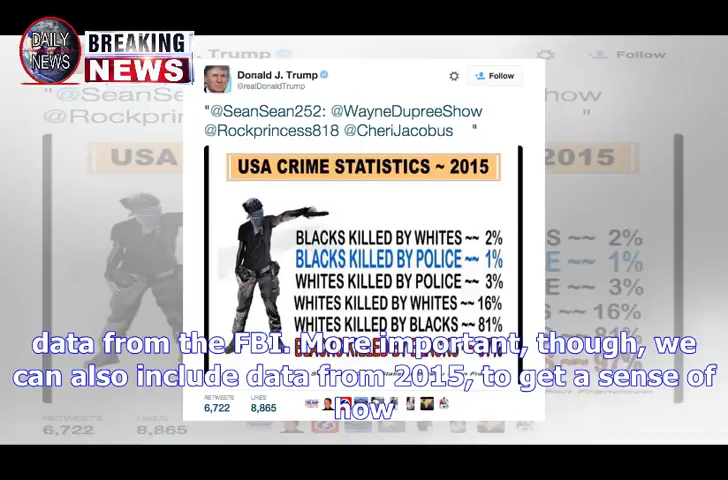 DAILY
NEWS
BREAKING
NEWS
Donald J. Trump
@realDonaldTrump
Follow
"@SeanSean252: @WayneDupreeShow
@Rockprincess818 @CheriJacobus "
USA CRIME STATISTICS ~ 2015
BLACKS KILLED BY WHITES ~~ 2%
BLACKS KILLED BY POLICE ~~ 1%
WHITES KILLED BY POLICE ~~ 3%
WHITES KILLED BY WHITES ~~ 16%
WHITES KILLED BY BLACKS ~~ 81%
data from the FBI. More important, though, we
can also include data from 2015, to get a sense of
how
RETWEETS
LIKES
6,722
8,865